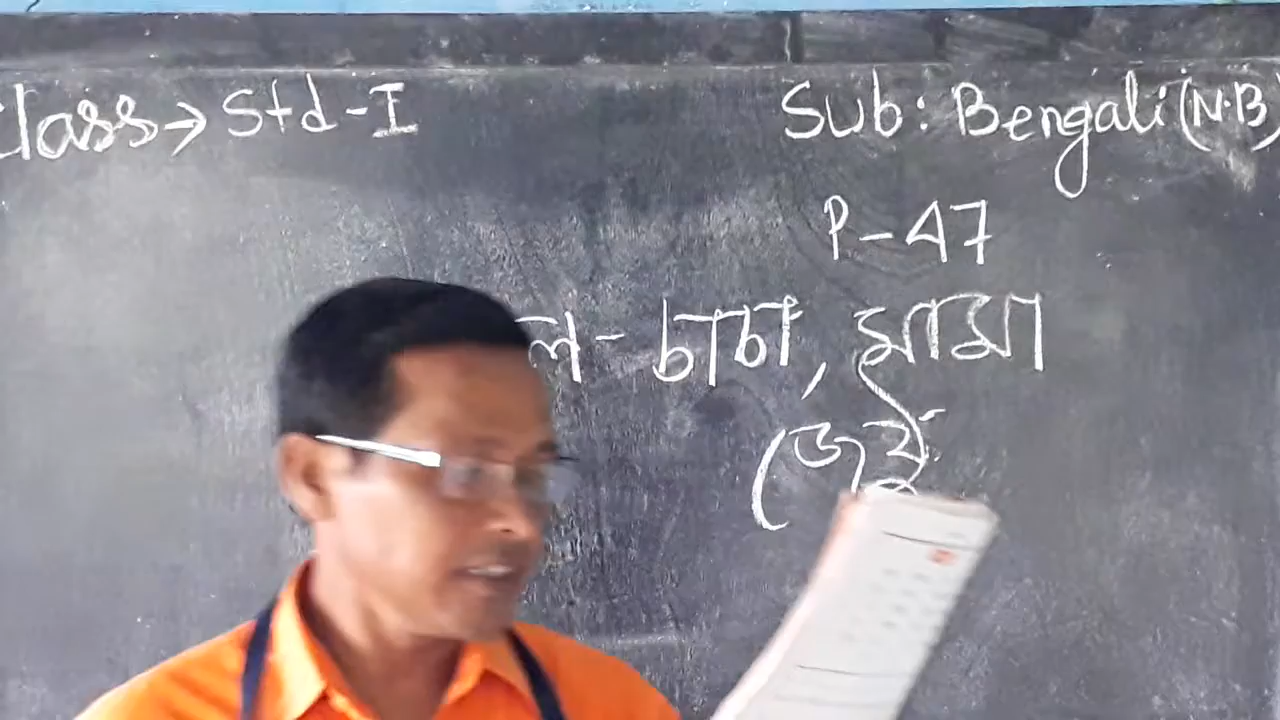 Class → Std-I
Sub: Bengali (N.B)
P-47
ল- চাচা, মামা